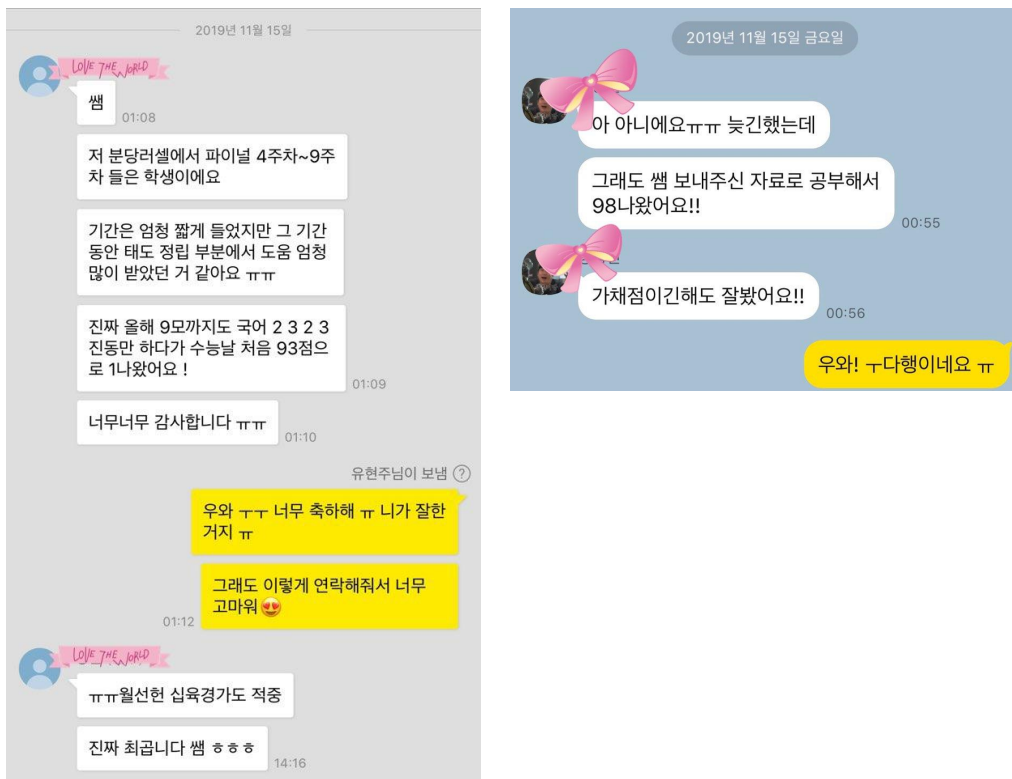 2019년 11월 15일
LOVE THE WORLD
쌤
01:08
저 분당러셀에서 파이널 4주차~9주
차 들은 학생이에요
기간은 엄청 짧게 들었지만 그 기간
동안 태도 정립 부분에서 도움 엄청
많이 받았던 거 같아요 ㅠㅠ
진짜 올해 9모까지도 국어 2 3 2 3
진동만 하다가 수능날 처음 93점으
로 1나왔어요 !
01:09
너무너무 감사합니다 ㅠㅠ
01:10
유현주님이 보냄 ?
우와 ㅜㅜ 너무 축하해 ㅠ 니가 잘한
거지 ㅠ
그래도 이렇게 연락해줘서 너무
고마워😍
01:12
LOVE THE WORLD
ㅠㅠ월선헌 십육경가도 적중
진짜 최곱니다 쌤 ㅎㅎㅎ
14:16
2019년 11월 15일 금요일
아 아니에요ㅠㅠ 늦긴했는데
그래도 쌤 보내주신 자료로 공부해서
98나왔어요!!
00:55
가채점이긴해도 잘봤어요!!
00:56
우와! ㅜ다행이네요 ㅠ